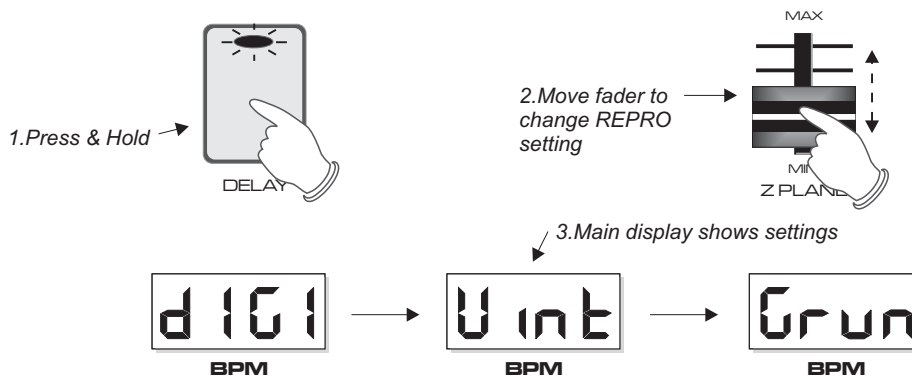 MAX
1.Press & Hold
2.Move fader to
change REPRO
setting
DELAY
MIN
Z PLANE
3.Main display shows settings
dIGI
Vint
Grun
BPM
BPM
BPM